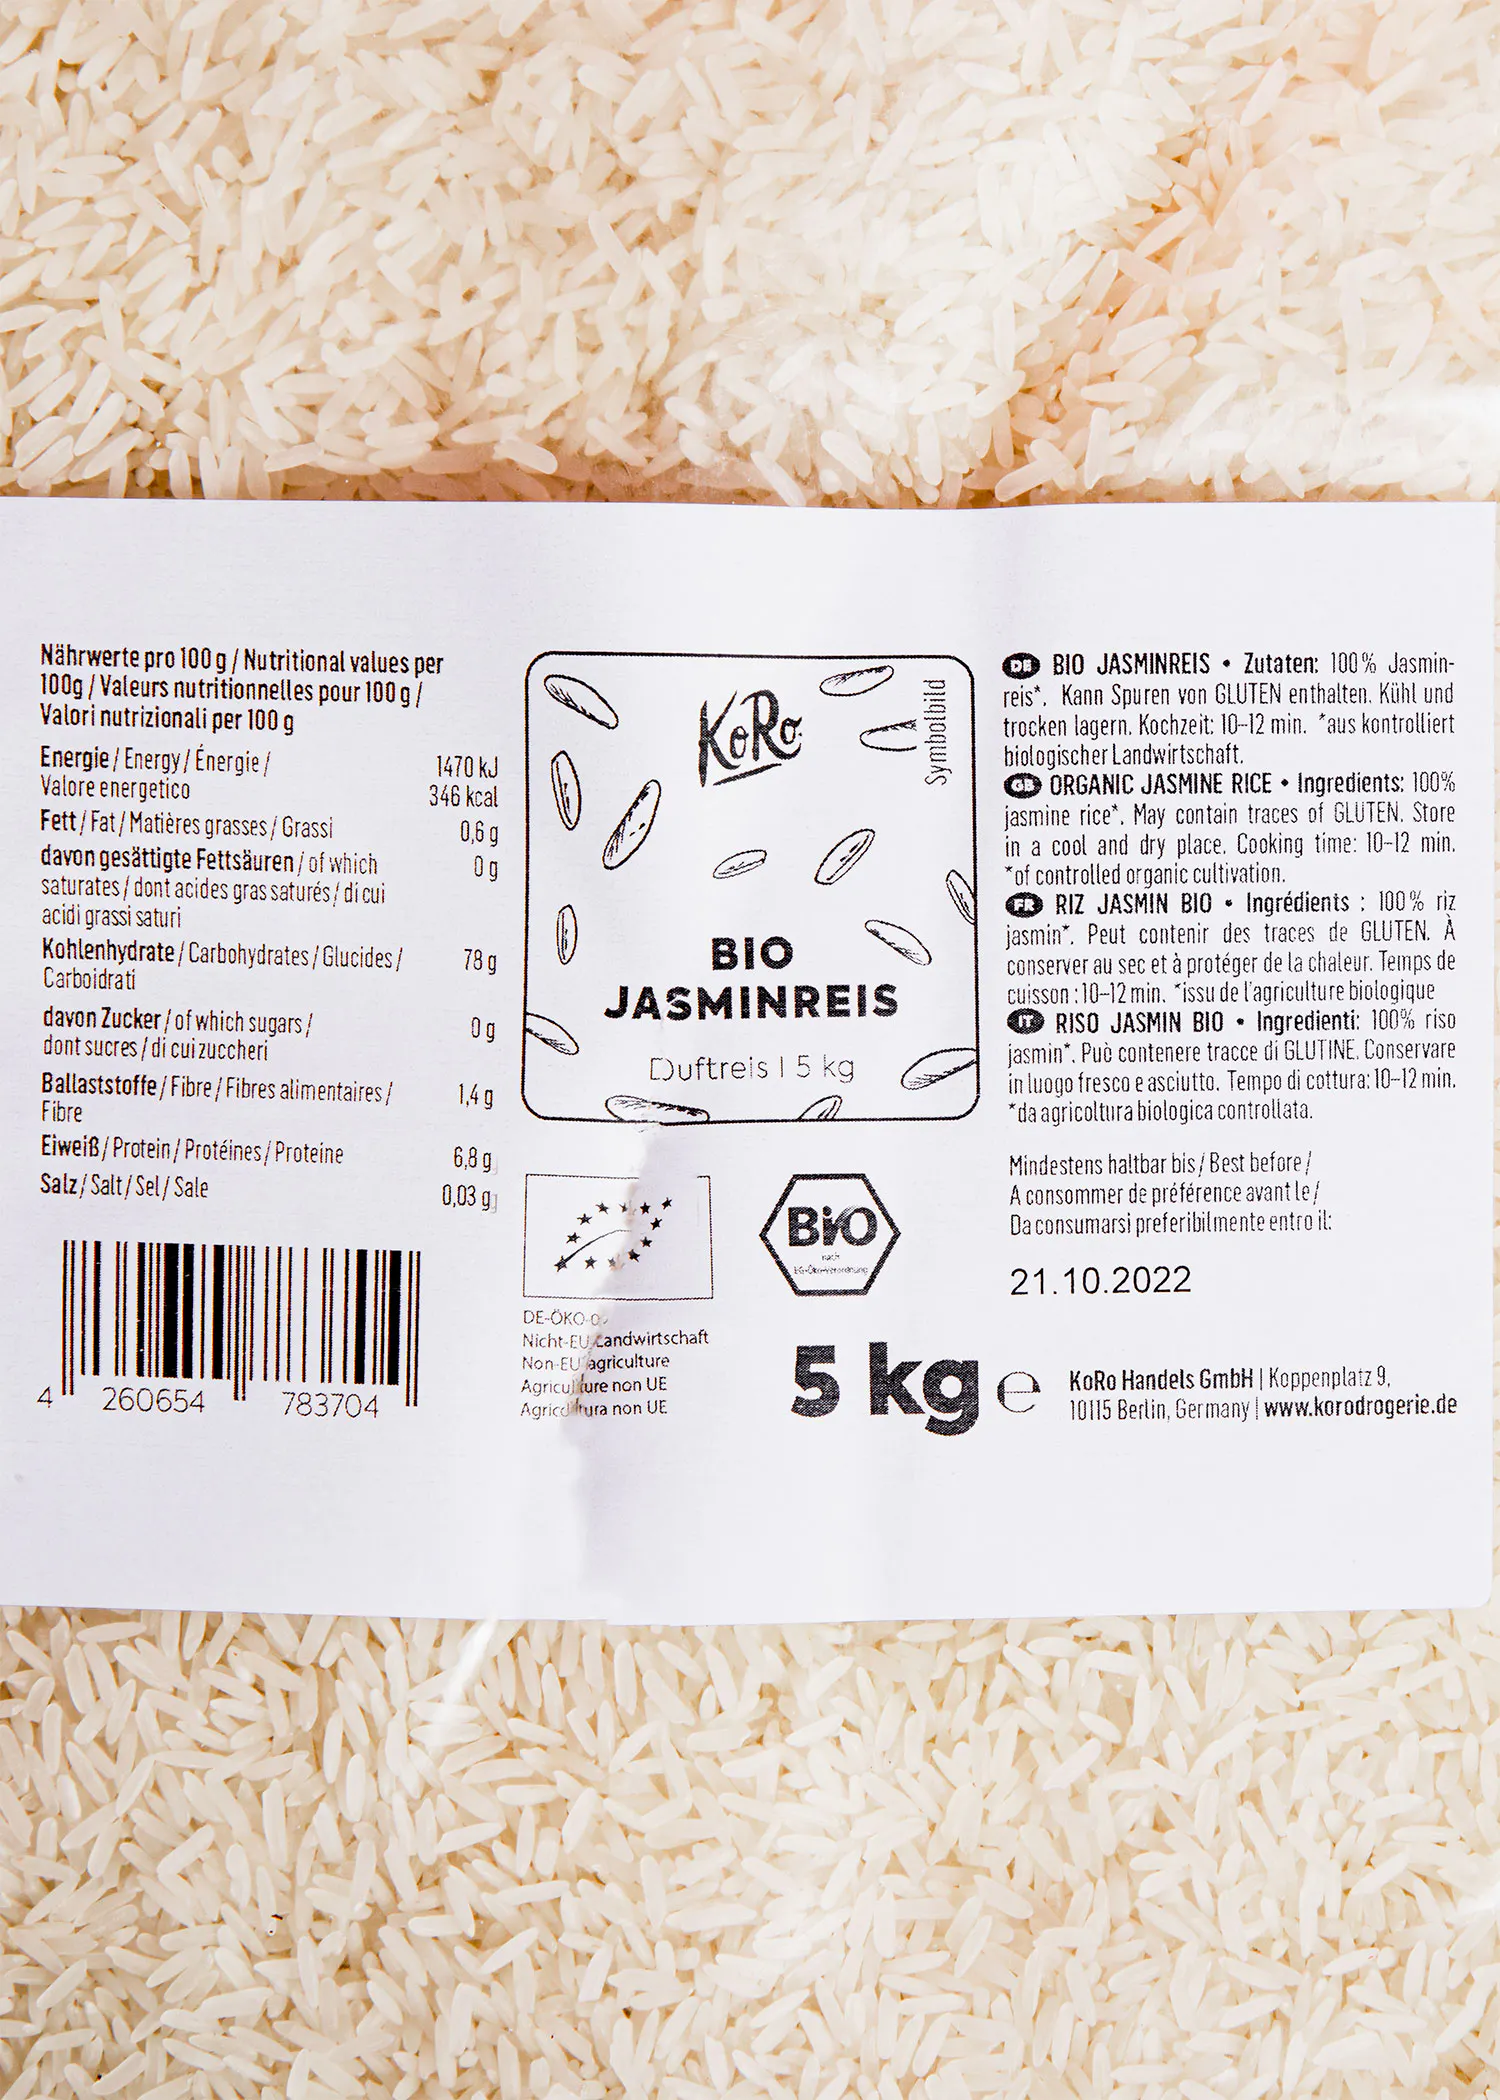 Nährwerte pro 100 g / Nutritional values per
100g / Valeurs nutritionnelles pour 100 g /
Valori nutrizionali per 100 g
Energie / Energy / Énergie / 1470 kJ
Valore energetico 346 kcal
Fett / Fat / Matières grasses / Grassi 0,6 g
davon gesättigte Fettsäuren / of which 0 g
saturates / dont acides gras saturés / di cui
acidi grassi saturi
Kohlenhydrate / Carbohydrates / Glucides / 78 g
Carboidrati
davon Zucker / of which sugars / 0 g
dont sucres / di cui zuccheri
Ballaststoffe / Fibre / Fibres alimentaires / 1,4 g
Fibre
Eiweiß / Protein / Protéines / Proteine 6,8 g
Salz / Salt / Sel / Sale 0,03 g
4 260654 783704
KoRo
Symbolbild
BIO
JASMINREIS
Duftreis | 5 kg
BIO
nach
EG-Öko-Verordnung
DE-ÖKO-
Nicht-EU Landwirtschaft
Non-EU agriculture
Agriculture non UE
Agricoltura non UE
5 kg e
DE BIO JASMINREIS • Zutaten: 100% Jasmin-
reis*. Kann Spuren von GLUTEN enthalten. Kühl und
trocken lagern. Kochzeit: 10-12 min. *aus kontrolliert
biologischer Landwirtschaft.
GB ORGANIC JASMINE RICE • Ingredients: 100%
jasmine rice*. May contain traces of GLUTEN. Store
in a cool and dry place. Cooking time: 10-12 min.
*of controlled organic cultivation.
FR RIZ JASMIN BIO • Ingrédients : 100% riz
jasmin*. Peut contenir des traces de GLUTEN. À
conserver au sec et à protéger de la chaleur. Temps de
cuisson : 10-12 min. *issu de l'agriculture biologique
IT RISO JASMIN BIO • Ingredienti: 100% riso
jasmin*. Può contenere tracce di GLUTINE. Conservare
in luogo fresco e asciutto. Tempo di cottura: 10-12 min.
*da agricoltura biologica controllata.
Mindestens haltbar bis / Best before /
A consommer de préférence avant le /
Da consumarsi preferibilmente entro il:
21.10.2022
KoRo Handels GmbH | Koppenplatz 9,
10115 Berlin, Germany | www.korodrogerie.de